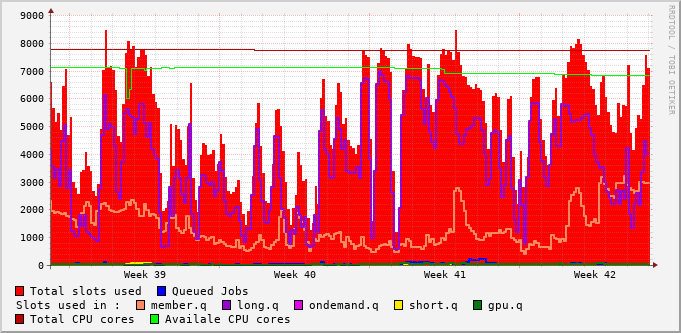 9000
8000
7000
6000
5000
4000
3000
2000
1000
0
Week 39 Week 40 Week 41 Week 42
RRDTOOL / TOBI OETIKER
Total slots used Queued Jobs
Slots used in : member.q long.q ondemand.q short.q gpu.q
Total CPU cores Availale CPU cores